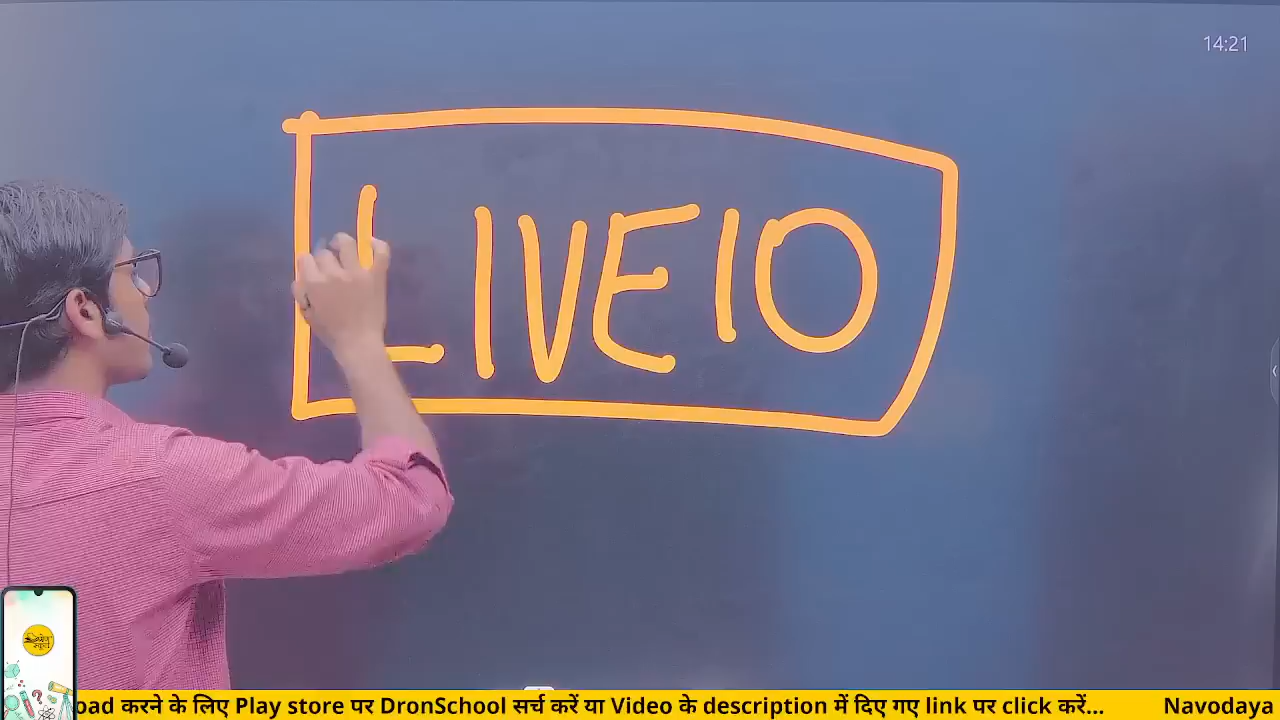 14:21
LIVE10
oad करने के लिए Play store पर DronSchool सर्च करें या Video के description में दिए गए link पर click करें... Navodaya